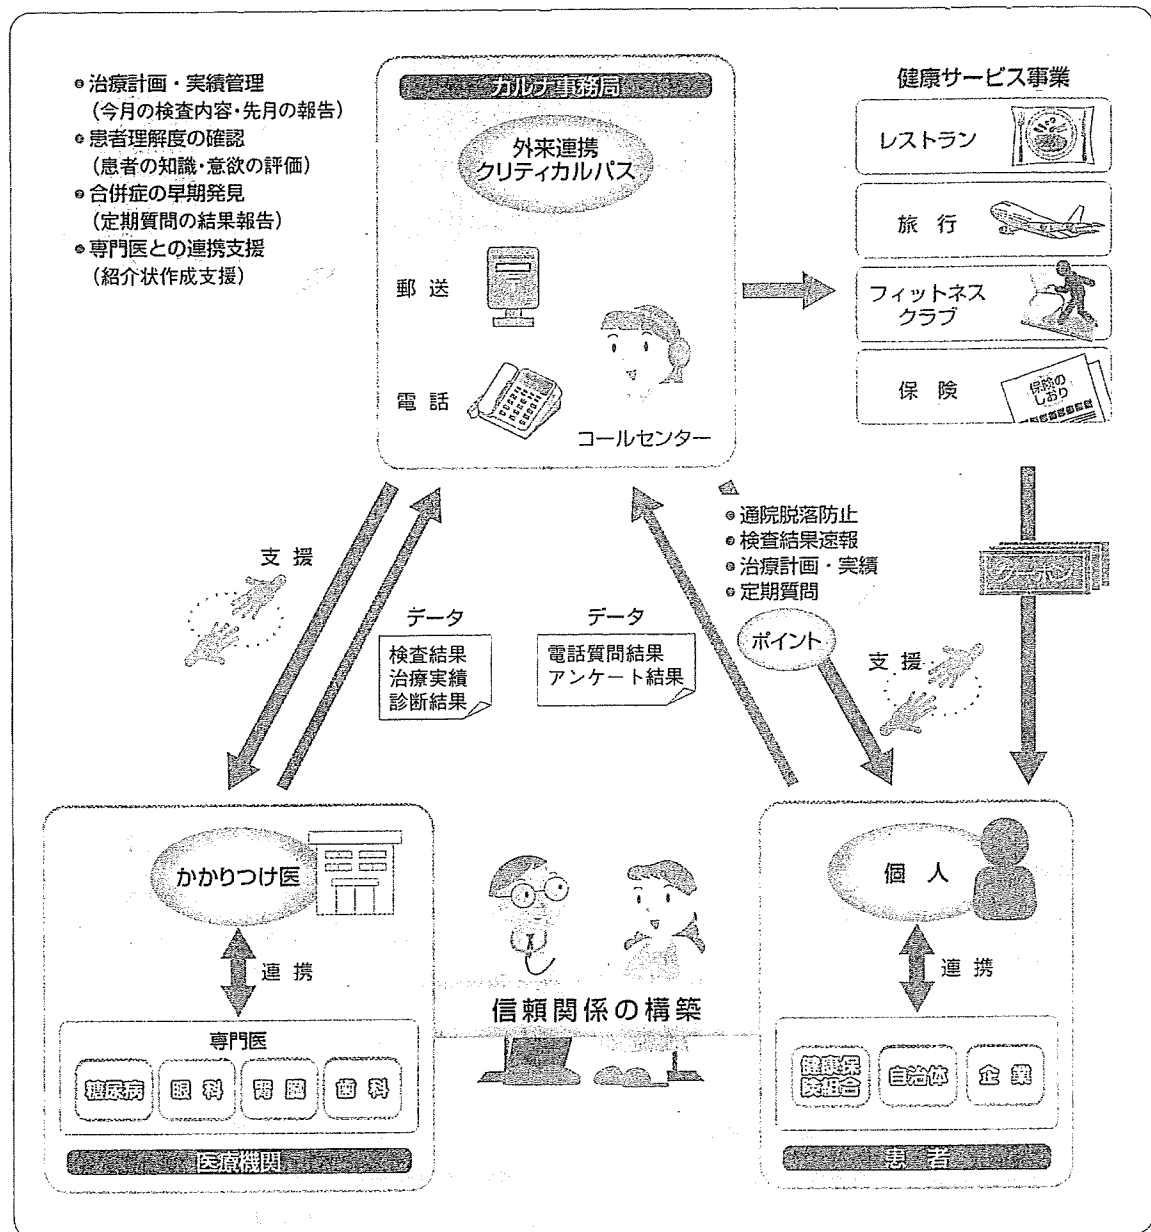 ● 治療計画・実績管理
(今月の検査内容・先月の報告)
● 患者理解度の確認
(患者の知識・意欲の評価)
● 合併症の早期発見
(定期質問の結果報告)
● 専門医との連携支援
(紹介状作成支援)
カルナ事務局
外来連携
クリティカルパス
郵送
電話
コールセンター
健康サービス事業
レストラン
旅行
フィットネス
クラブ
保険
保険の
しおり
支援
データ
検査結果
治療実績
診断結果
データ
電話質問結果
アンケート結果
● 通院脱落防止
● 検査結果速報
● 治療計画・実績
● 定期質問
ポイント
支援
クーポン
かかりつけ医
連携
専門医
糖尿病
眼科
腎臓
歯科
医療機関
信頼関係の構築
個人
連携
健康保
険組合
自治体
企業
患者